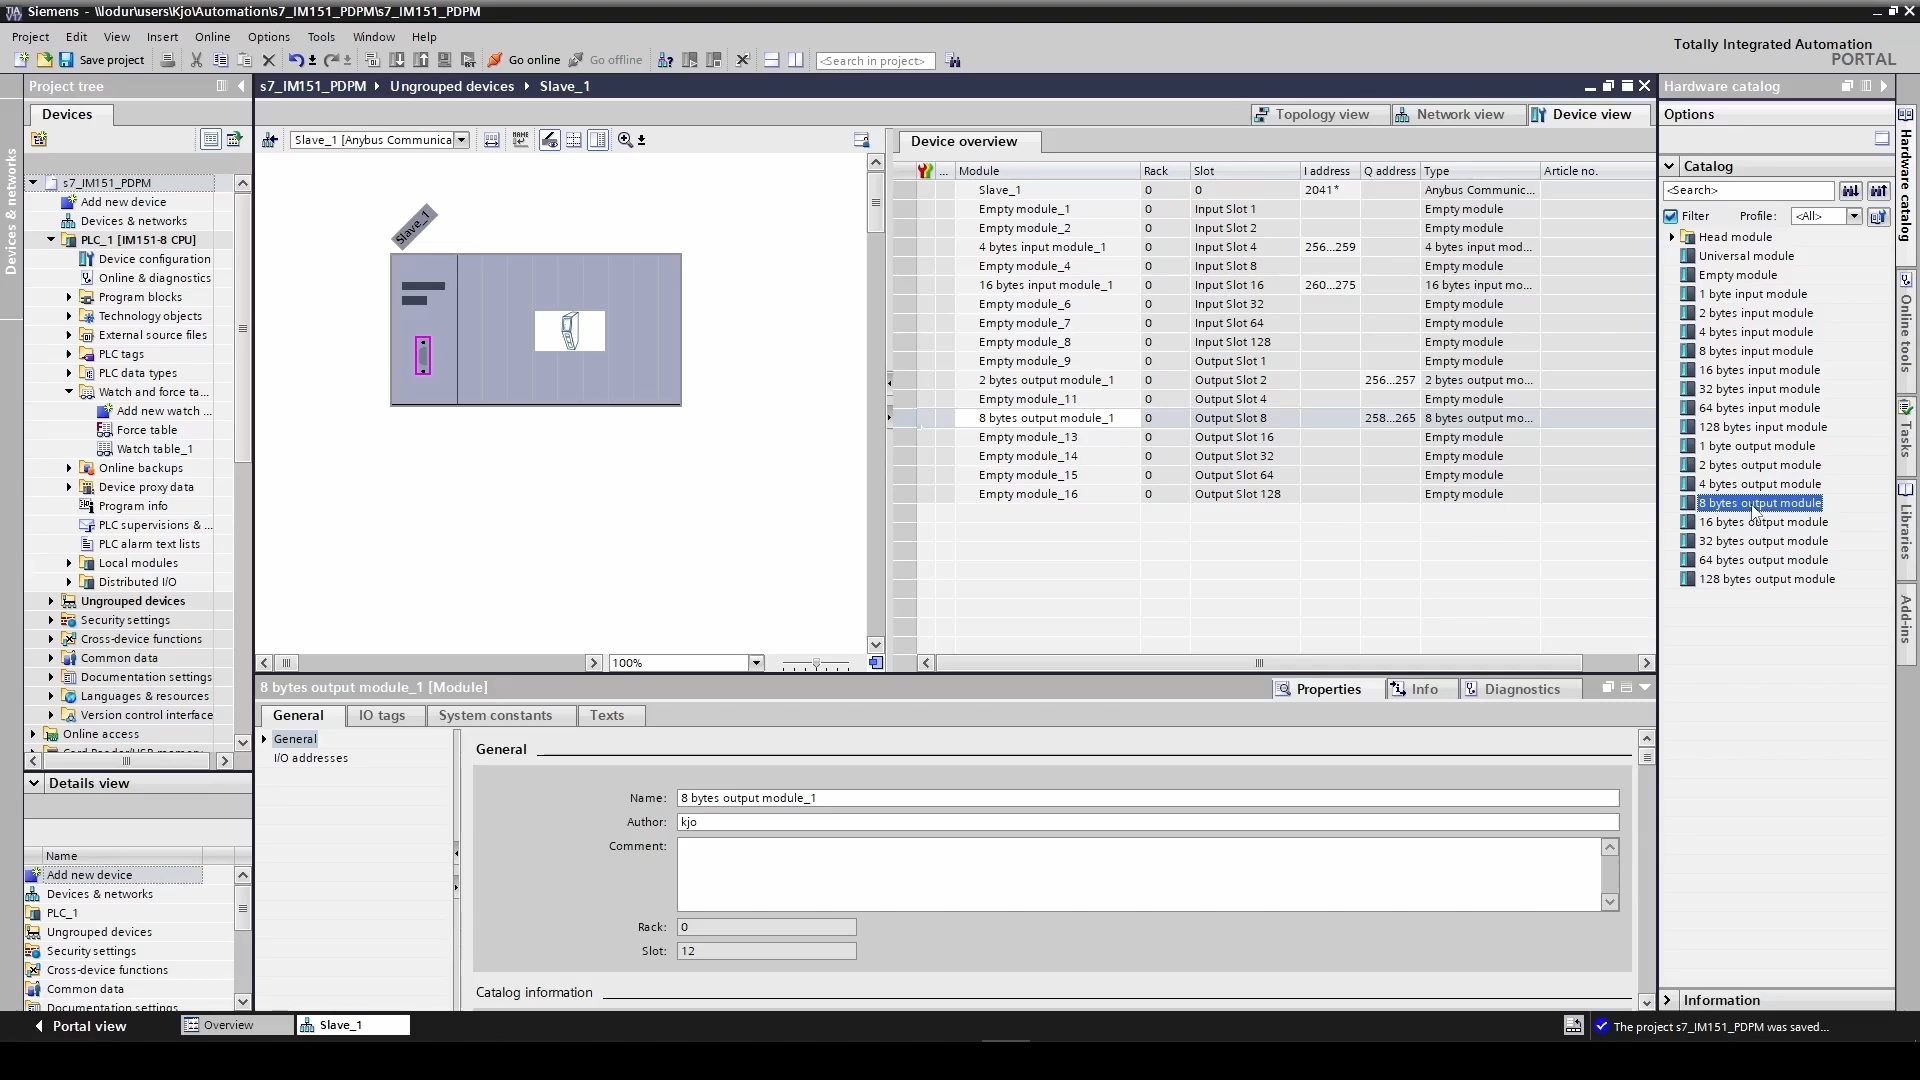 Siemens - \\lodur\users\Kjo\Automation\s7_IM151_PDPM\s7_IM151_PDPM
Project Edit View Insert Online Options Tools Window Help
Totally Integrated Automation
PORTAL
Save project
Go online
Go offline
<Search in project>
Project tree
s7_IM151_PDPM
Ungrouped devices
Slave_1
Hardware catalog
Devices
Topology view
Network view
Device view
Options
Slave_1 [Anybus Communica
Device overview
Catalog
<Search>
Filter Profile: <All>
s7_IM151_PDPM
Add new device
Devices & networks
PLC_1 [IM151-8 CPU]
Device configuration
Online & diagnostics
Program blocks
Technology objects
External source files
PLC tags
PLC data types
Watch and force ta...
Add new watch ...
Force table
Watch table_1
Online backups
Device proxy data
Program info
PLC supervisions & ...
PLC alarm text lists
Local modules
Distributed I/O
Ungrouped devices
Security settings
Cross-device functions
Common data
Documentation settings
Languages & resources
Version control interface
Online access
Card Reader/USB memory
Slave_1
... Module Rack Slot I address Q address Type Article no.
Slave_1 0 0 2041* Anybus Communic...
Empty module_1 0 Input Slot 1 Empty module
Empty module_2 0 Input Slot 2 Empty module
4 bytes input module_1 0 Input Slot 4 256...259 4 bytes input mod...
Empty module_4 0 Input Slot 8 Empty module
16 bytes input module_1 0 Input Slot 16 260...275 16 bytes input mo...
Empty module_6 0 Input Slot 32 Empty module
Empty module_7 0 Input Slot 64 Empty module
Empty module_8 0 Input Slot 128 Empty module
Empty module_9 0 Output Slot 1 Empty module
2 bytes output module_1 0 Output Slot 2 256...257 2 bytes output mo...
Empty module_11 0 Output Slot 4 Empty module
8 bytes output module_1 0 Output Slot 8 258...265 8 bytes output mo...
Empty module_13 0 Output Slot 16 Empty module
Empty module_14 0 Output Slot 32 Empty module
Empty module_15 0 Output Slot 64 Empty module
Empty module_16 0 Output Slot 128 Empty module
Head module
Universal module
Empty module
1 byte input module
2 bytes input module
4 bytes input module
8 bytes input module
16 bytes input module
32 bytes input module
64 bytes input module
128 bytes input module
1 byte output module
2 bytes output module
4 bytes output module
8 bytes output module
16 bytes output module
32 bytes output module
64 bytes output module
128 bytes output module
Devices & networks
Hardware catalog
Online tools
Tasks
Libraries
Add-ins
100%
8 bytes output module_1 [Module]
Properties
Info
Diagnostics
General
IO tags
System constants
Texts
General
I/O addresses
General
Name: 8 bytes output module_1
Author: kjo
Comment:
Rack: 0
Slot: 12
Catalog information
Details view
Name
Add new device
Devices & networks
PLC_1
Ungrouped devices
Security settings
Cross-device functions
Common data
Documentation settings
Information
Portal view
Overview
Slave_1
The project s7_IM151_PDPM was saved...